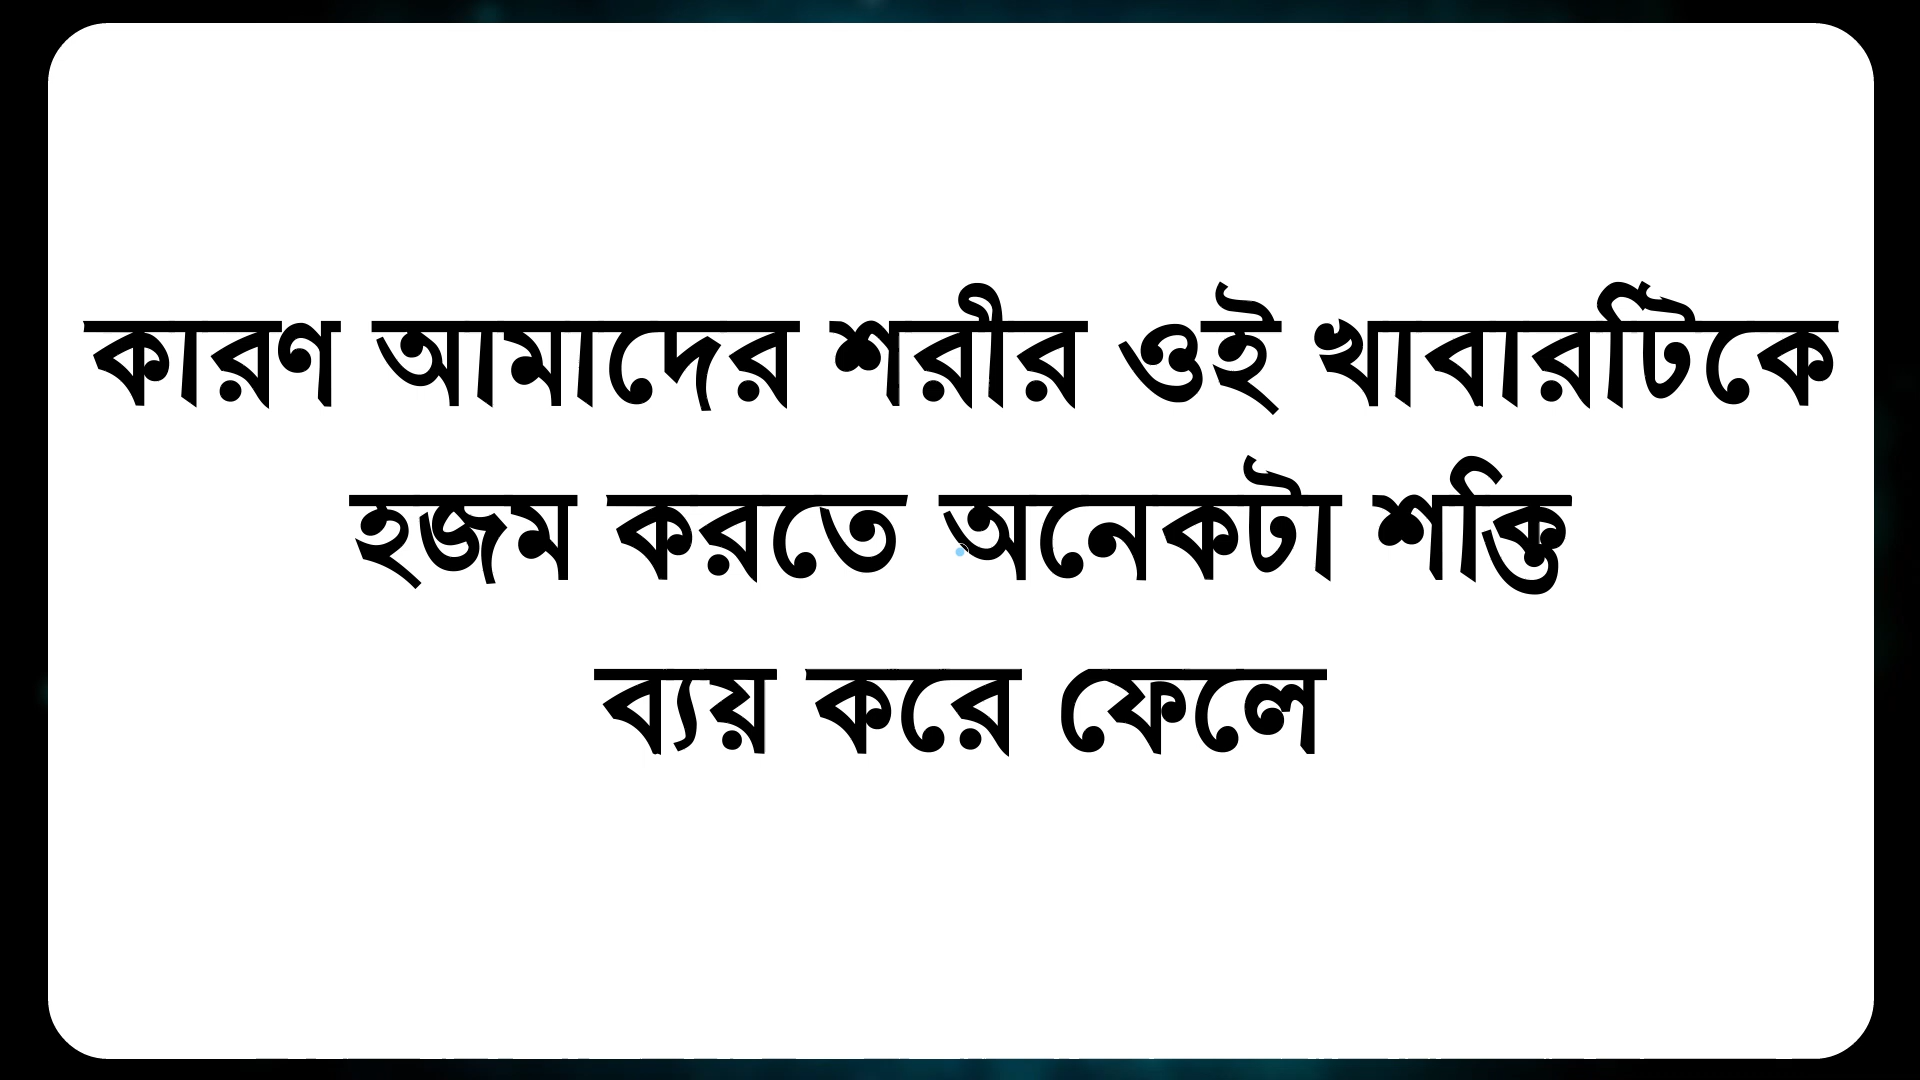 কারণ আমাদের শরীর ওই খাবারটিকে
হজম করতে অনেকটা শক্তি
ব্যয় করে ফেলে